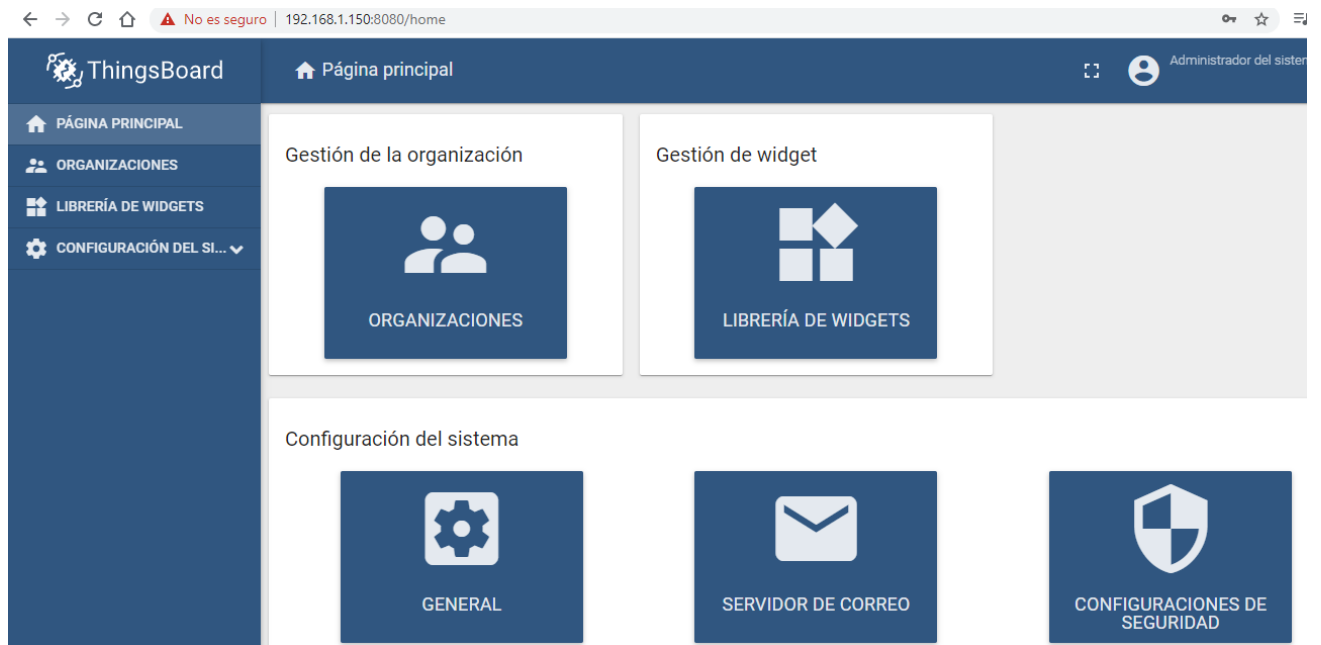 No es seguro | 192.168.1.150:8080/home
ThingsBoard
Página principal
Administrador del
PÁGINA PRINCIPAL
ORGANIZACIONES
LIBRERÍA DE WIDGETS
CONFIGURACIÓN DEL SI...
Gestión de la organización
ORGANIZACIONES
Gestión de widget
LIBRERÍA DE WIDGETS
Configuración del sistema
GENERAL
SERVIDOR DE CORREO
CONFIGURACIONES DE
SEGURIDAD